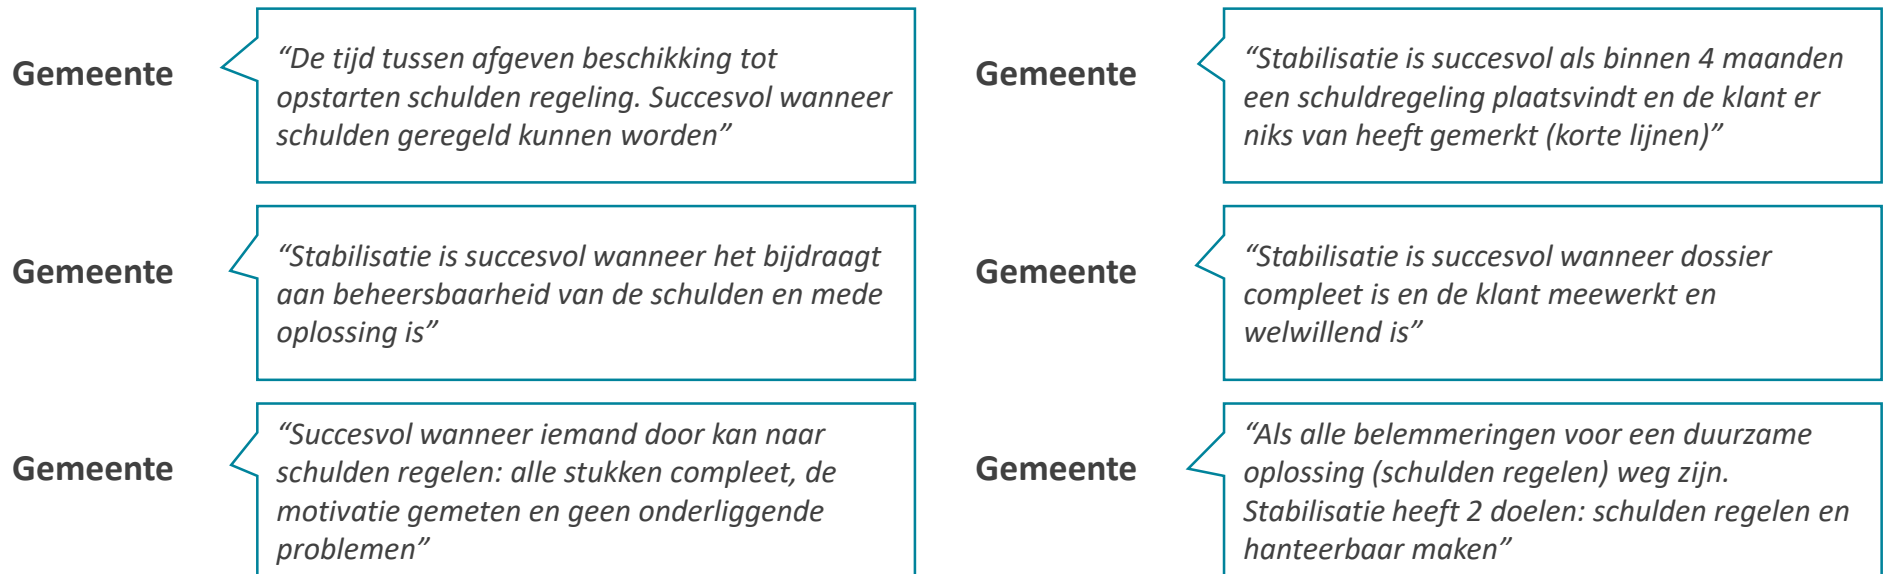 Gemeente
“De tijd tussen afgeven beschikking tot
opstarten schulden regeling. Succesvol wanneer
schulden geregeld kunnen worden”
Gemeente
“Stabilisatie is succesvol als binnen 4 maanden
een schuldregeling plaatsvindt en de klant er
niks van heeft gemerkt (korte lijnen)”
Gemeente
“Stabilisatie is succesvol wanneer het bijdraagt
aan beheersbaarheid van de schulden en mede
oplossing is”
Gemeente
“Stabilisatie is succesvol wanneer dossier
compleet is en de klant meewerkt en
welwillend is”
Gemeente
“Succesvol wanneer iemand door kan naar
schulden regelen: alle stukken compleet, de
motivatie gemeten en geen onderliggende
problemen”
Gemeente
“Als alle belemmeringen voor een duurzame
oplossing (schulden regelen) weg zijn.
Stabilisatie heeft 2 doelen: schulden regelen en
hanteerbaar maken”